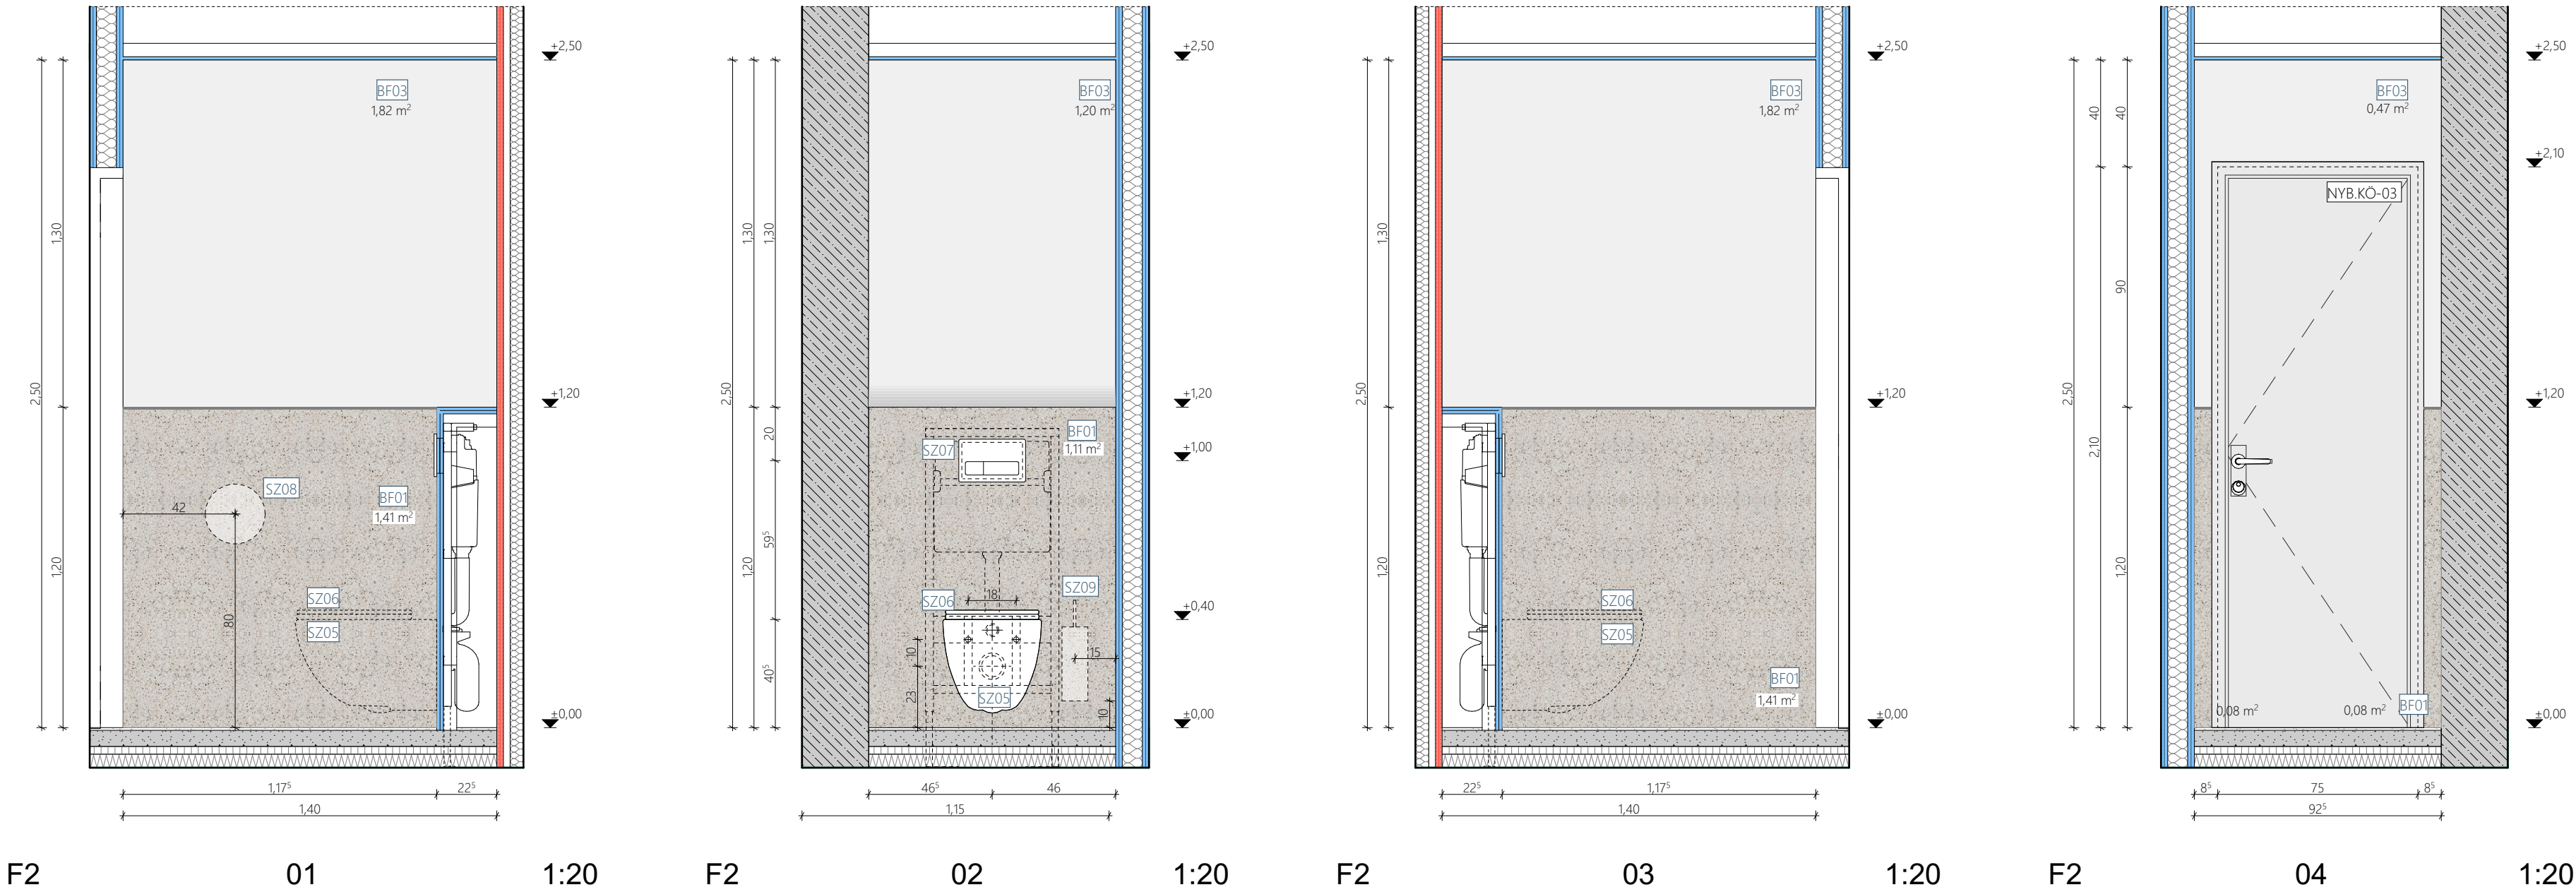 +2,50
BF03
1,82 m²
1,30
2,50
+1,20
SZ08
42
BF01
1,41 m²
1,20
SZ06
SZ05
80
±0,00
1,17⁵
22⁵
1,40
F2
01
1:20
+2,50
BF03
1,20 m²
1,30
1,30
2,50
+1,20
BF01
1,11 m²
20
SZ07
+1,00
59⁵
1,20
SZ09
SZ06
18
+0,40
10
15
40⁵
23
SZ05
10
±0,00
46⁵
46
1,15
F2
02
1:20
+2,50
BF03
1,82 m²
1,30
2,50
+1,20
1,20
SZ06
SZ05
BF01
1,41 m²
±0,00
22⁵
1,17⁵
1,40
F2
03
1:20
+2,50
BF03
0,47 m²
40
40
+2,10
NYB.KÖ-03
90
2,50
+1,20
2,10
1,20
BF01
0,08 m²
0,08 m²
±0,00
8⁵
75
8⁵
92⁵
F2
04
1:20